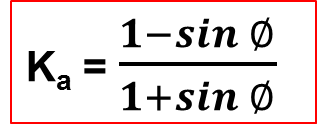 Kₐ = (1−sin ∅)/(1+sin ∅)